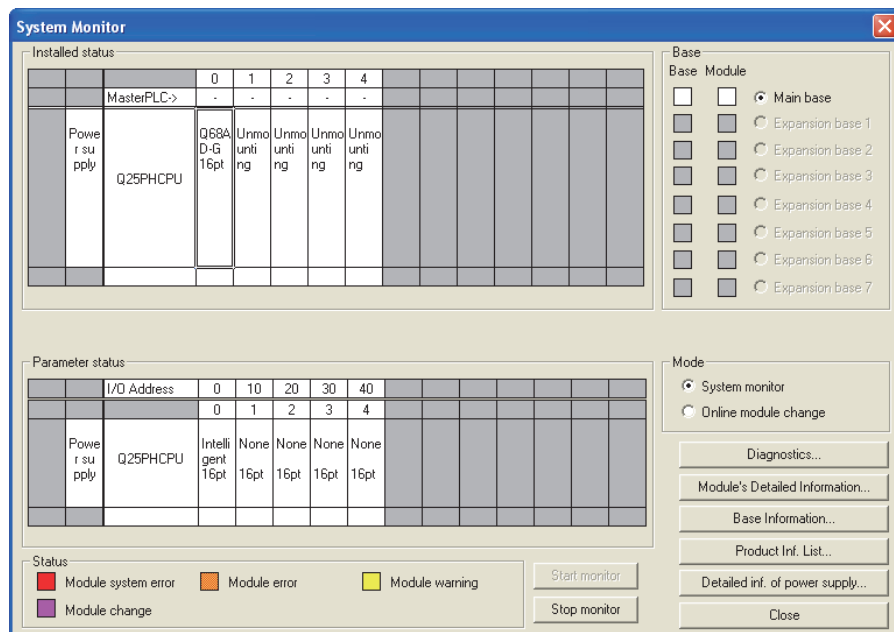 System Monitor
Installed status
0 1 2 3 4
MasterPLC-> - - - - -
Powe Q68A Unmo Unmo Unmo Unmo
r su D-G unti unti unti unti
pply 16pt ng ng ng ng
Q25PHCPU
Base
Base Module
Main base
Expansion base 1
Expansion base 2
Expansion base 3
Expansion base 4
Expansion base 5
Expansion base 6
Expansion base 7
Parameter status
I/O Address 0 10 20 30 40
0 1 2 3 4
Powe Intelli None None None None
r su Q25PHCPU gent
pply 16pt 16pt 16pt 16pt 16pt
Mode
System monitor
Online module change
Diagnostics...
Module's Detailed Information...
Base Information...
Product Inf. List...
Detailed inf. of power supply...
Close
Status
Module system error Module error Module warning
Module change
Start monitor
Stop monitor